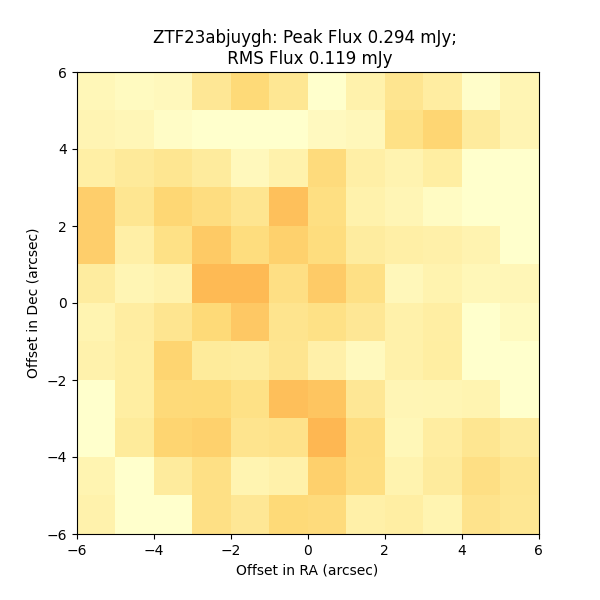 ZTF23abjuygh: Peak Flux 0.294 mJy;
RMS Flux 0.119 mJy
6
4
2
0
−2
−4
−6
Offset in Dec (arcsec)
−6 −4 −2 0 2 4 6
Offset in RA (arcsec)